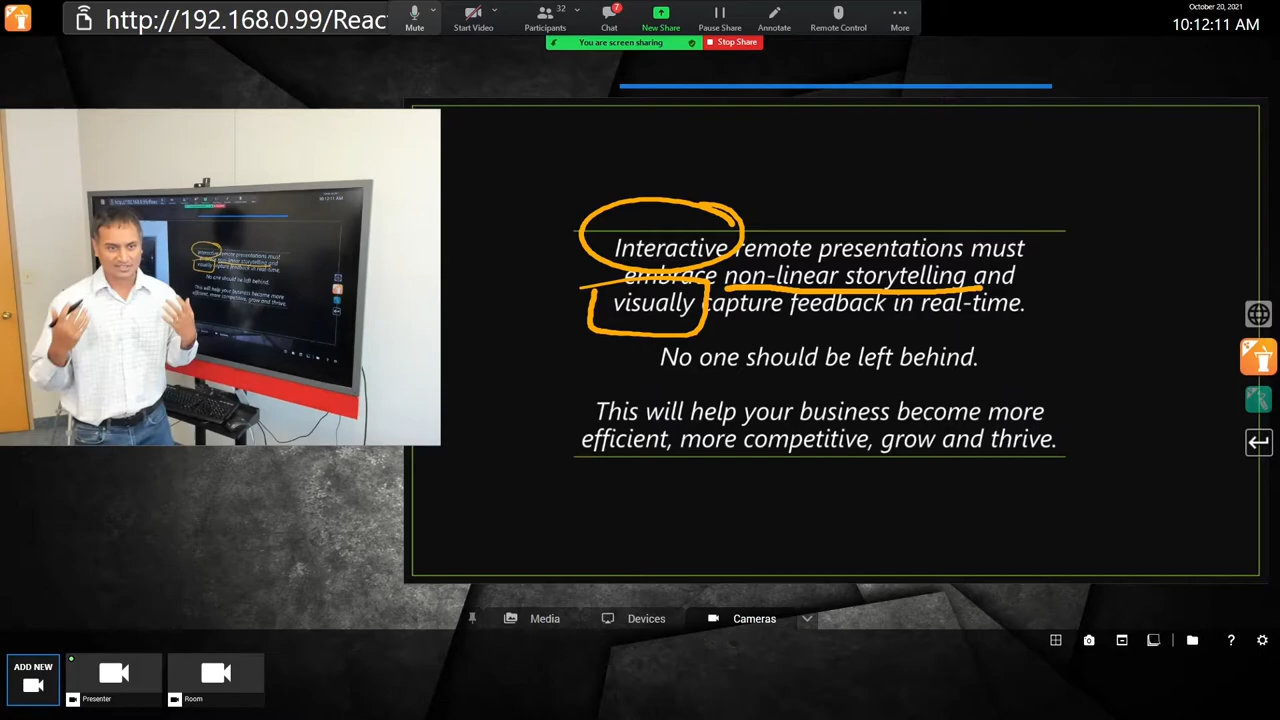 http://192.168.0.99/Reac
Mute
Start Video
32
Participants
7
Chat
New Share
Pause Share
Annotate
Remote Control
More
You are screen sharing
Stop Share
October 20, 2021
10:12:11 AM
Interactive remote presentations must
embrace non-linear storytelling and
visually capture feedback in real-time.
No one should be left behind.
This will help your business become more
efficient, more competitive, grow and thrive.
Media
Devices
Cameras
ADD NEW
Presenter
Room